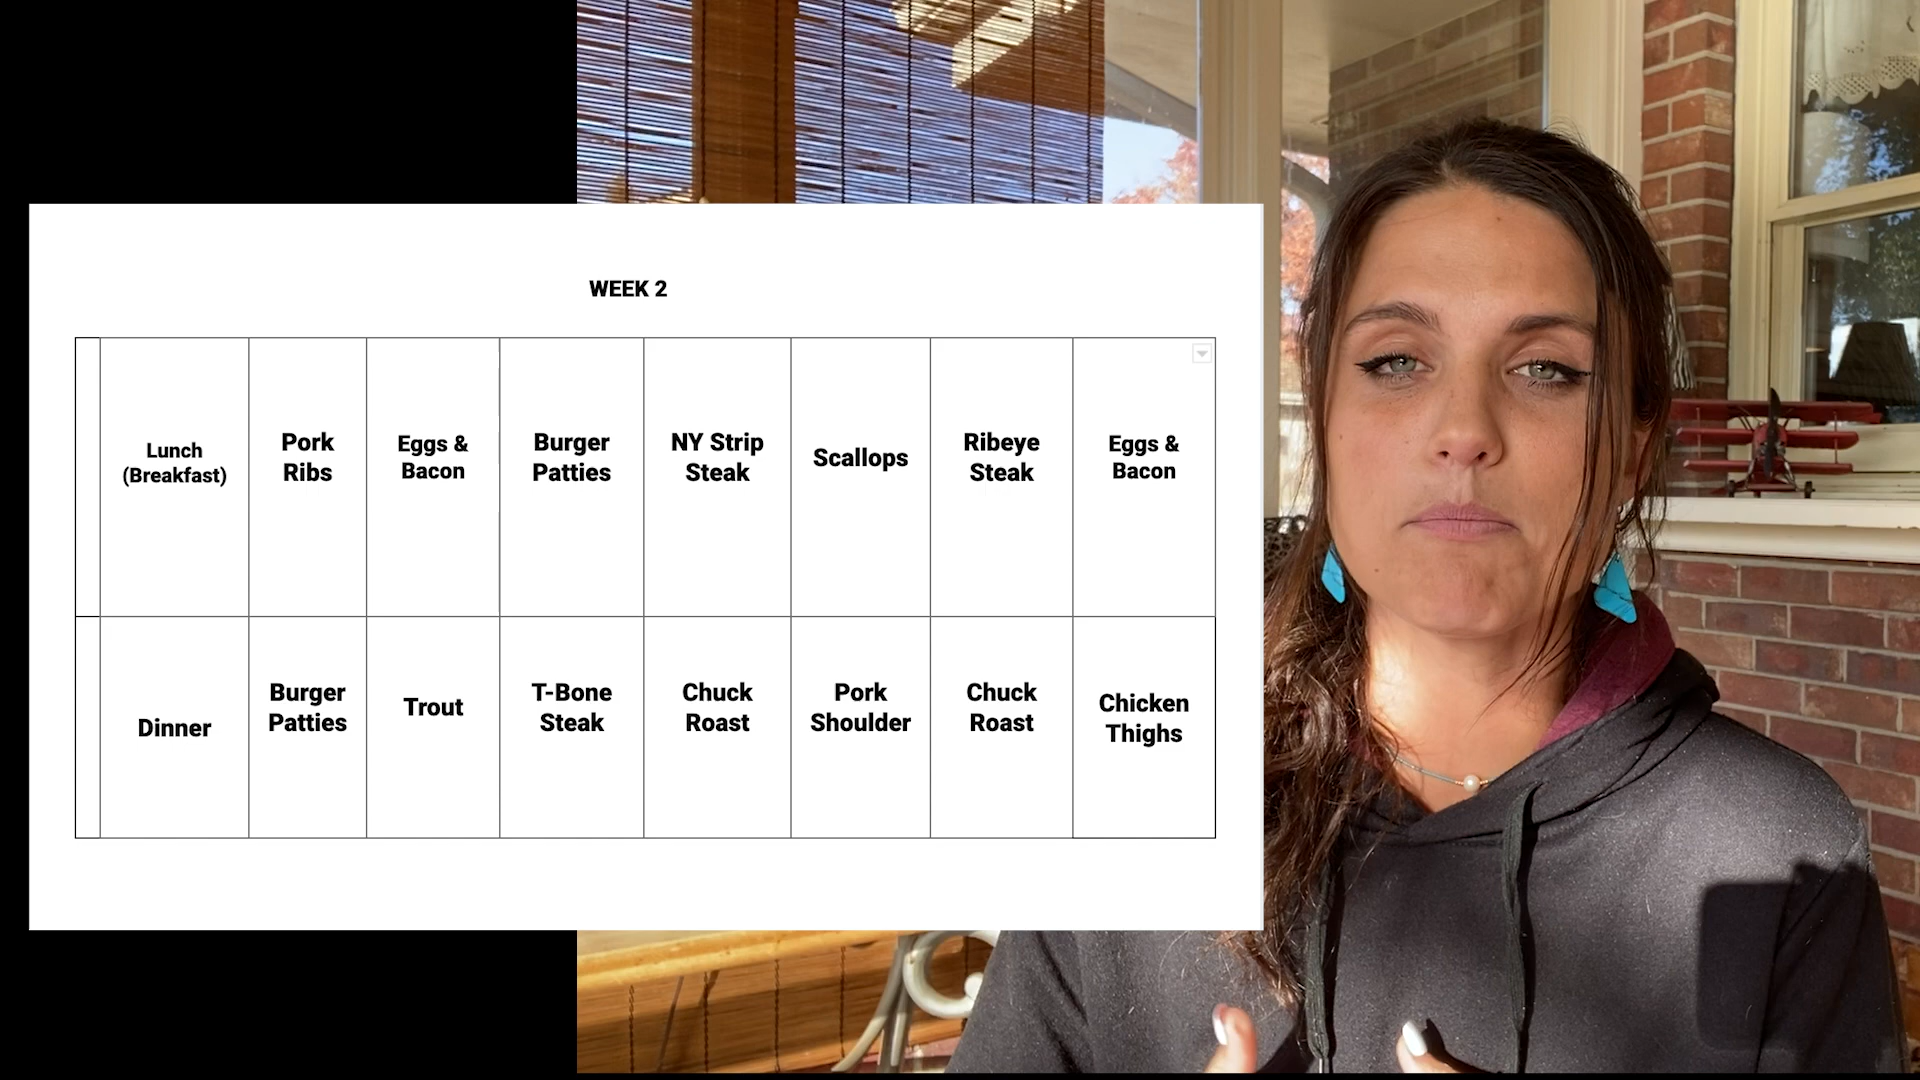 WEEK 2
Lunch
(Breakfast)
Pork
Ribs
Eggs &
Bacon
Burger
Patties
NY Strip
Steak
Scallops
Ribeye
Steak
Eggs &
Bacon
Dinner
Burger
Patties
Trout
T-Bone
Steak
Chuck
Roast
Pork
Shoulder
Chuck
Roast
Chicken
Thighs